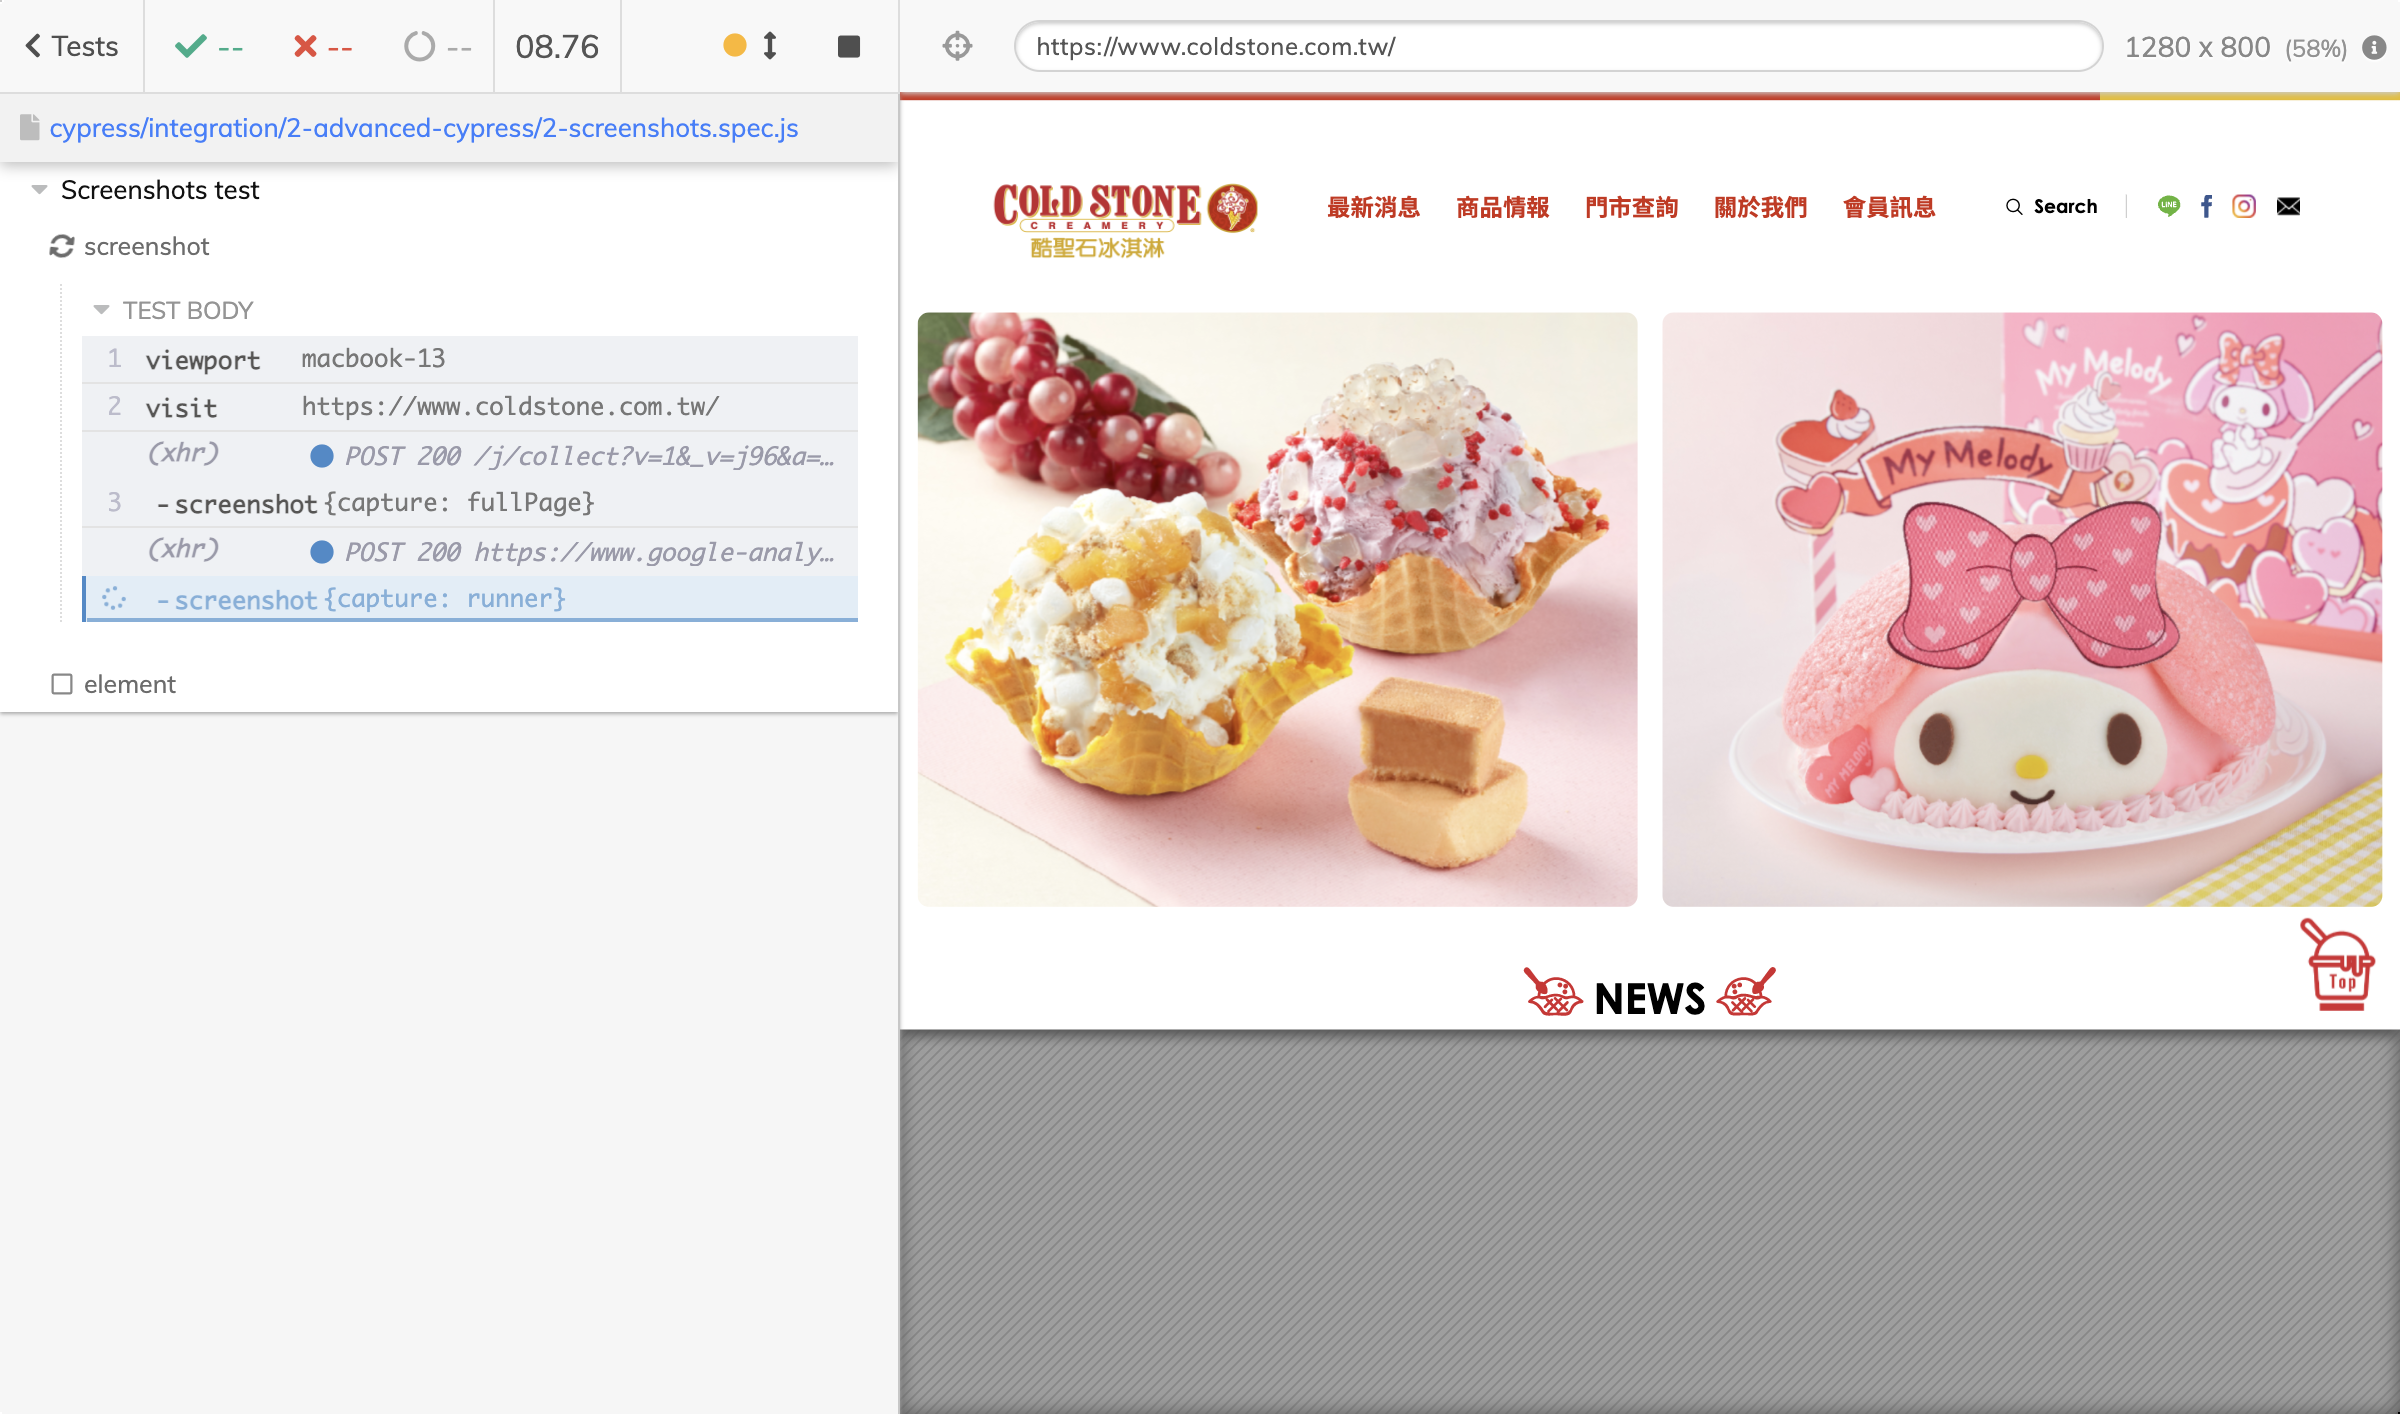 Tests
--
--
--
08.76
https://www.coldstone.com.tw/
1280 x 800 (58%)
cypress/integration/2-advanced-cypress/2-screenshots.spec.js
Screenshots test
screenshot
TEST BODY
1 viewport macbook-13
2 visit https://www.coldstone.com.tw/
(xhr) POST 200 /j/collect?v=1&_v=j96&a=…
3 -screenshot {capture: fullPage}
(xhr) POST 200 https://www.google-analy…
-screenshot {capture: runner}
element
COLD STONE
CREAMERY
酷聖石冰淇淋
最新消息 商品情報 門市查詢 關於我們 會員訊息
Search
LINE
My Melody
My Melody
MY MELODY
NEWS
Top